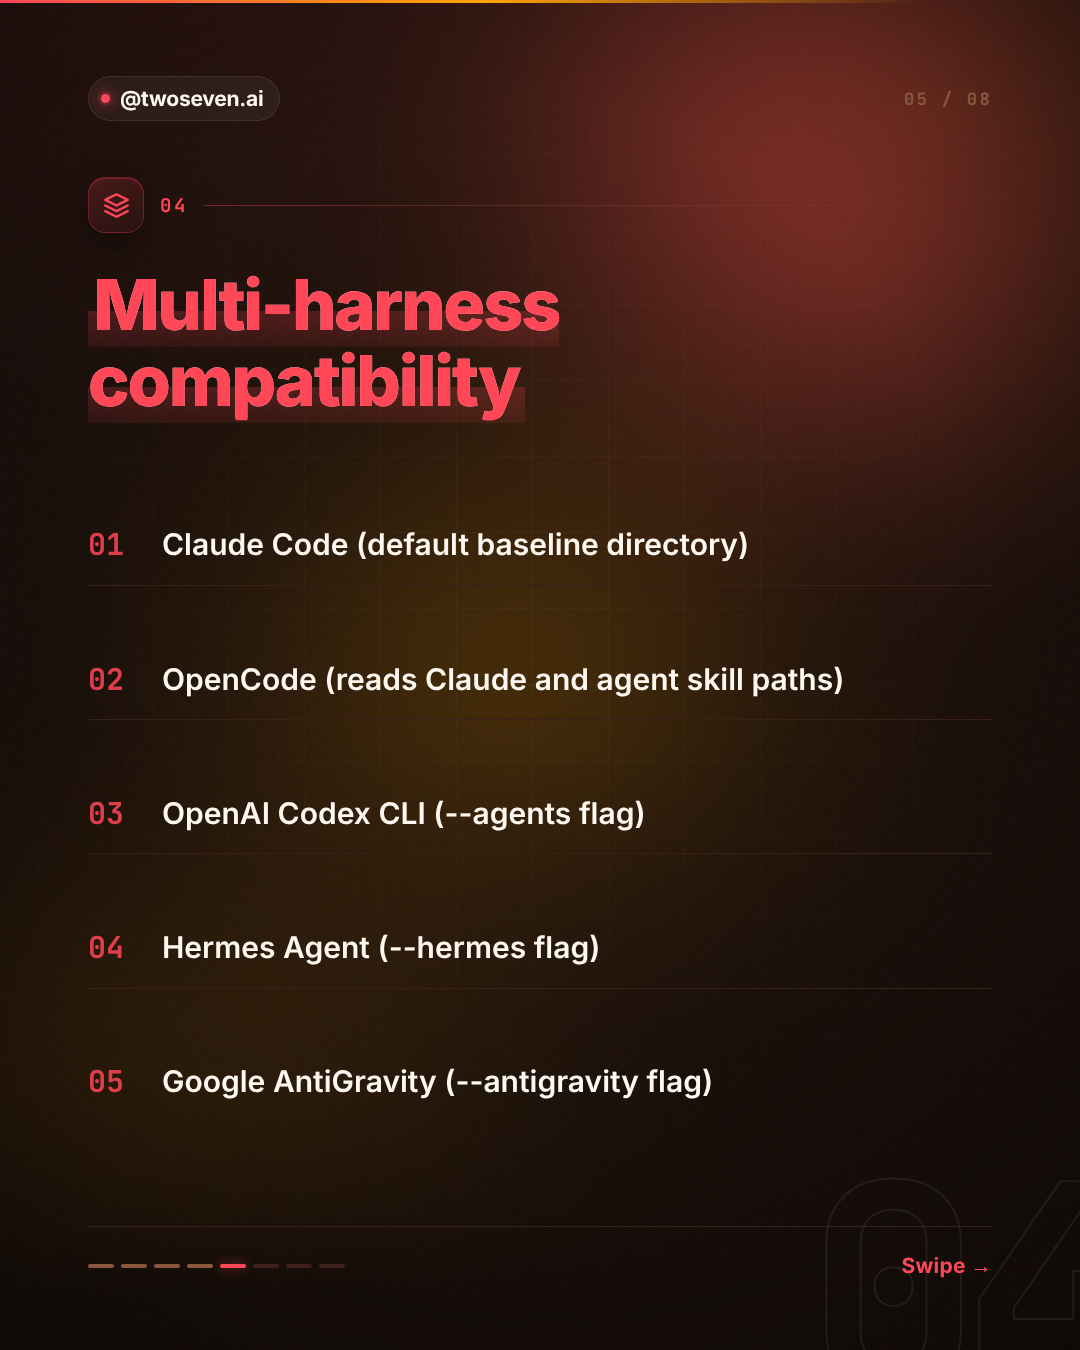 @twoseven.ai
05 / 08
04
Multi-harness
compatibility
01 Claude Code (default baseline directory)
02 OpenCode (reads Claude and agent skill paths)
03 OpenAI Codex CLI (--agents flag)
04 Hermes Agent (--hermes flag)
05 Google AntiGravity (--antigravity flag)
04
Swipe →